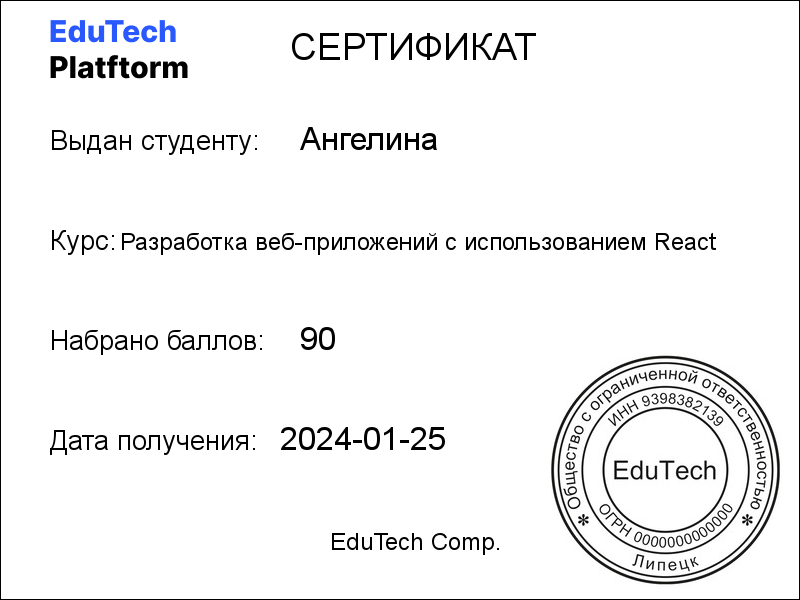 EduTech
Platftorm
СЕРТИФИКАТ
Выдан студенту: Ангелина
Курс: Разработка веб-приложений с использованием React
Набрано баллов: 90
Дата получения: 2024-01-25
EduTech Comp.
Общество с ограниченной ответственностью
ИНН 9398382139
EduTech
ОГРН 0000000000000
* Липецк *